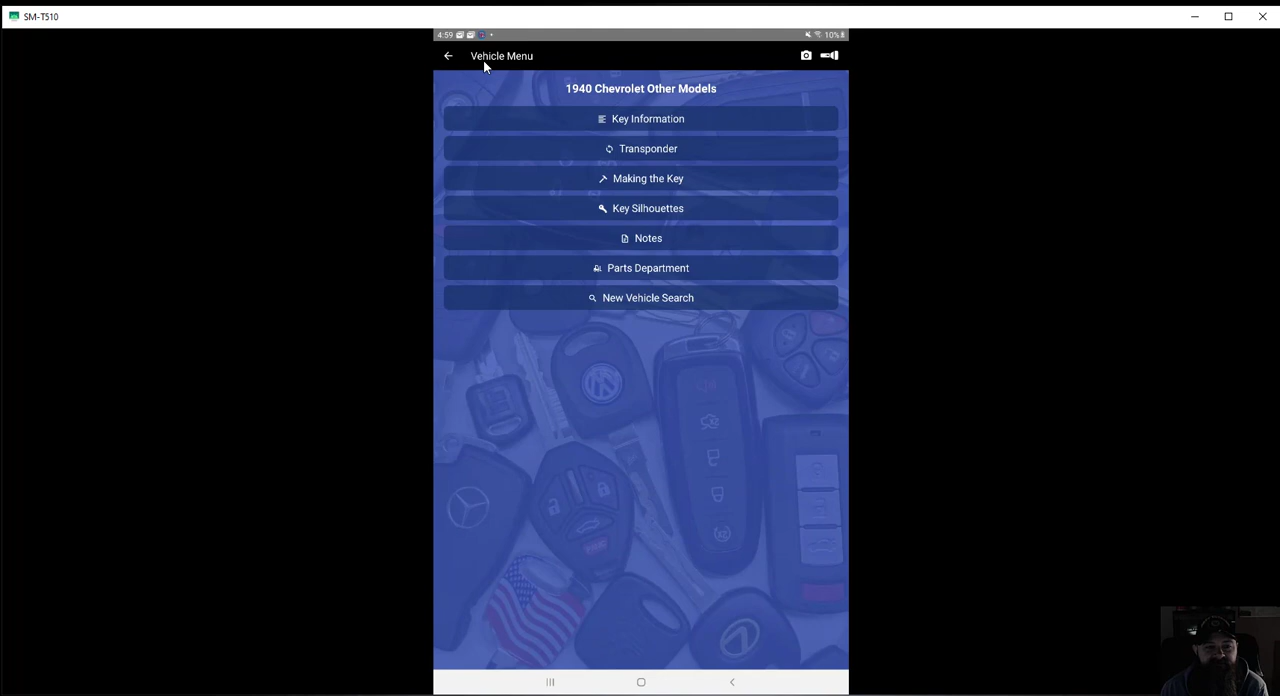 SM-T510
4:59
10%
Vehicle Menu
1940 Chevrolet Other Models
Key Information
Transponder
Making the Key
Key Silhouettes
Notes
Parts Department
New Vehicle Search